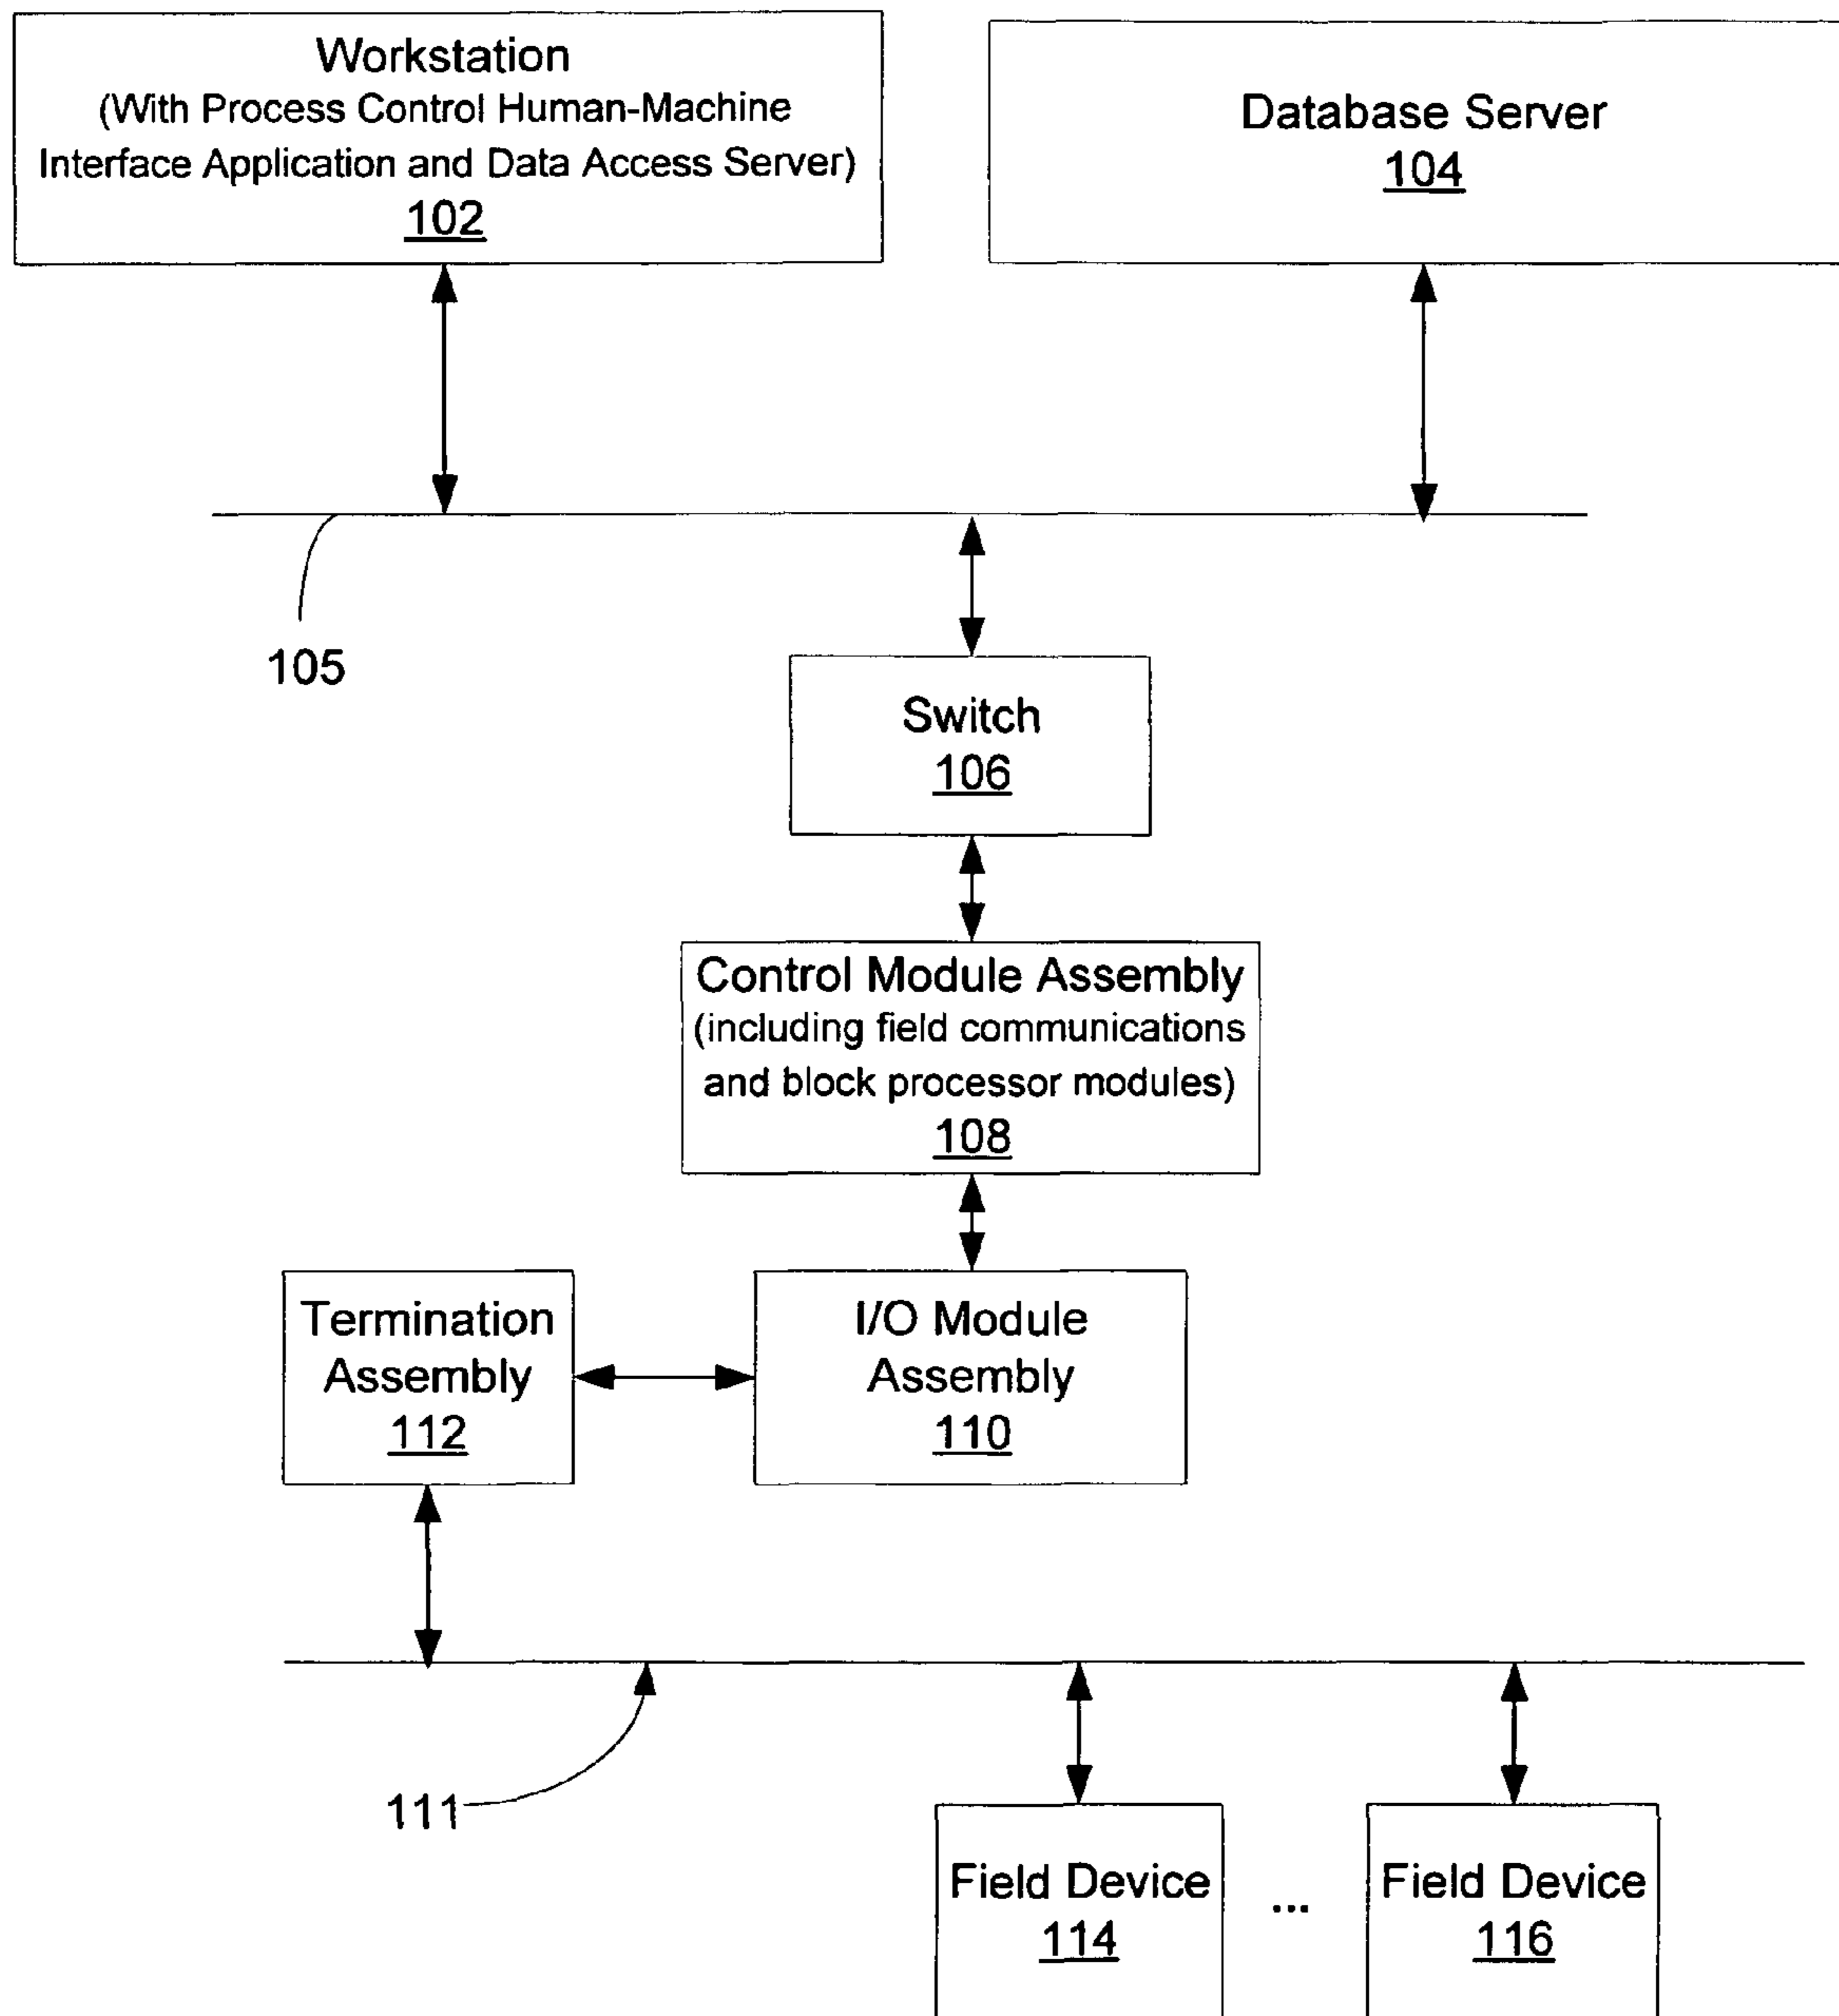 Workstation
(With Process Control Human-Machine
Interface Application and Data Access Server)
102
Database Server
104
105
Switch
106
Control Module Assembly
(including field communications
and block processor modules)
108
Termination
Assembly
112
I/O Module
Assembly
110
111
Field Device
114
...
Field Device
116